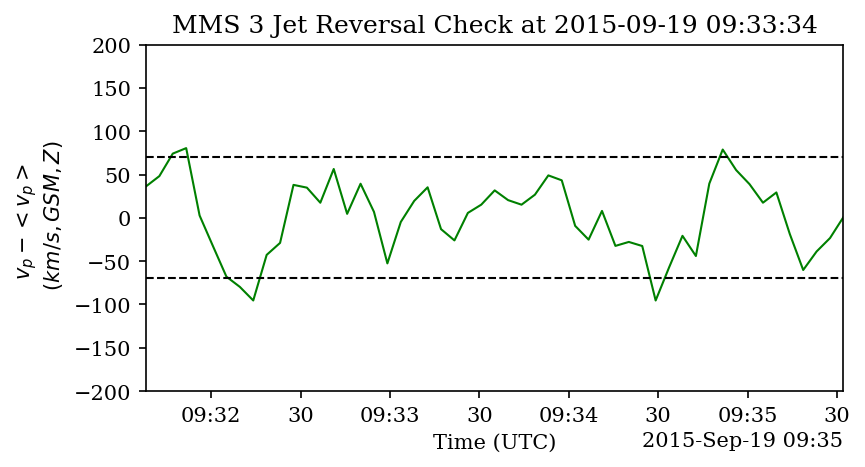 MMS 3 Jet Reversal Check at 2015-09-19 09:33:34
200
150
100
50
0
−50
−100
−150
−200
v_p − < v_p >
(km/s, GSM, Z)
09:32 30 09:33 30 09:34 30 09:35 30
Time (UTC)
2015-Sep-19 09:35